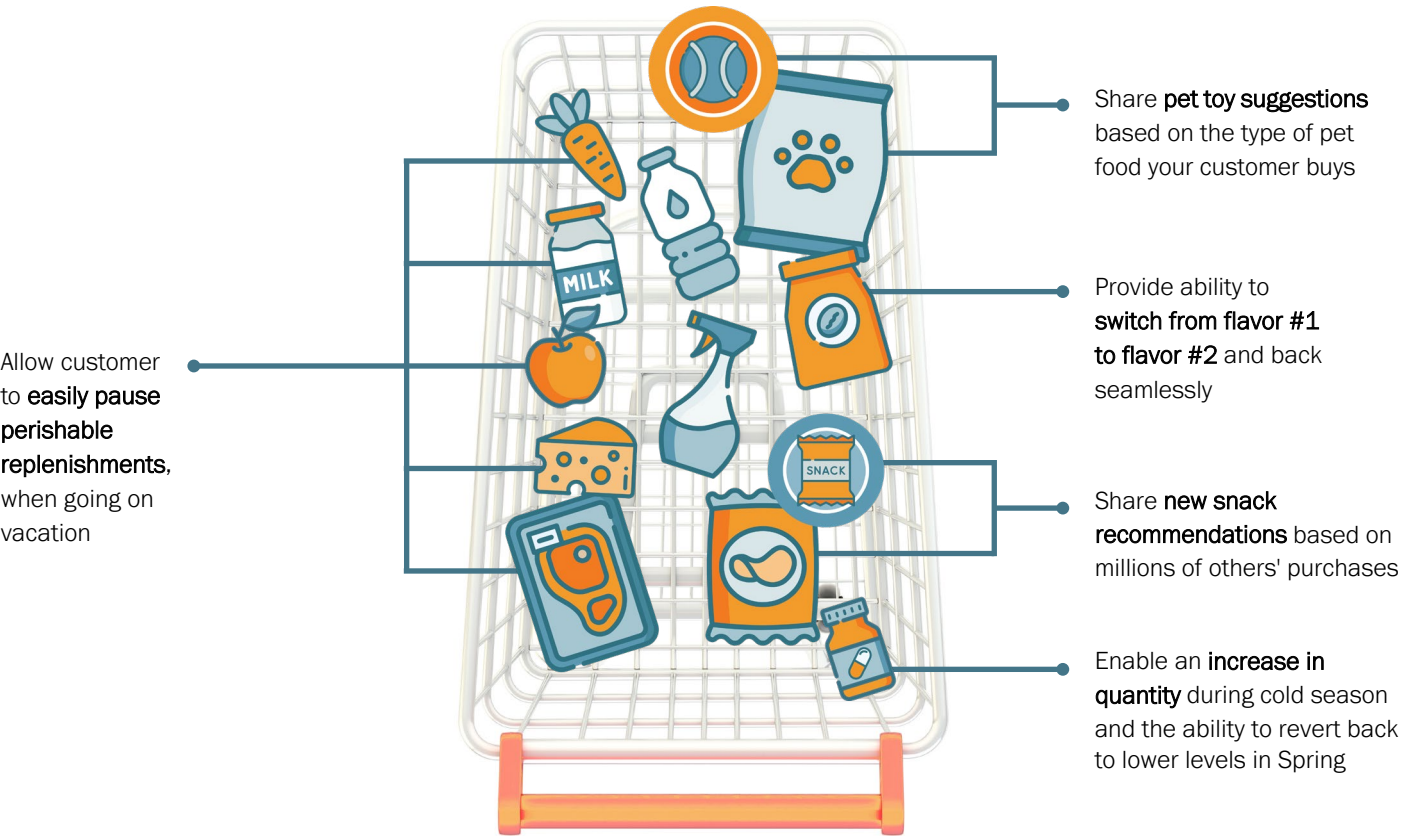 Allow customer
to easily pause
perishable
replenishments,
when going on
vacation
MILK
SNACK
Share pet toy suggestions
based on the type of pet
food your customer buys
Provide ability to
switch from flavor #1
to flavor #2 and back
seamlessly
Share new snack
recommendations based on
millions of others' purchases
Enable an increase in
quantity during cold season
and the ability to revert back
to lower levels in Spring